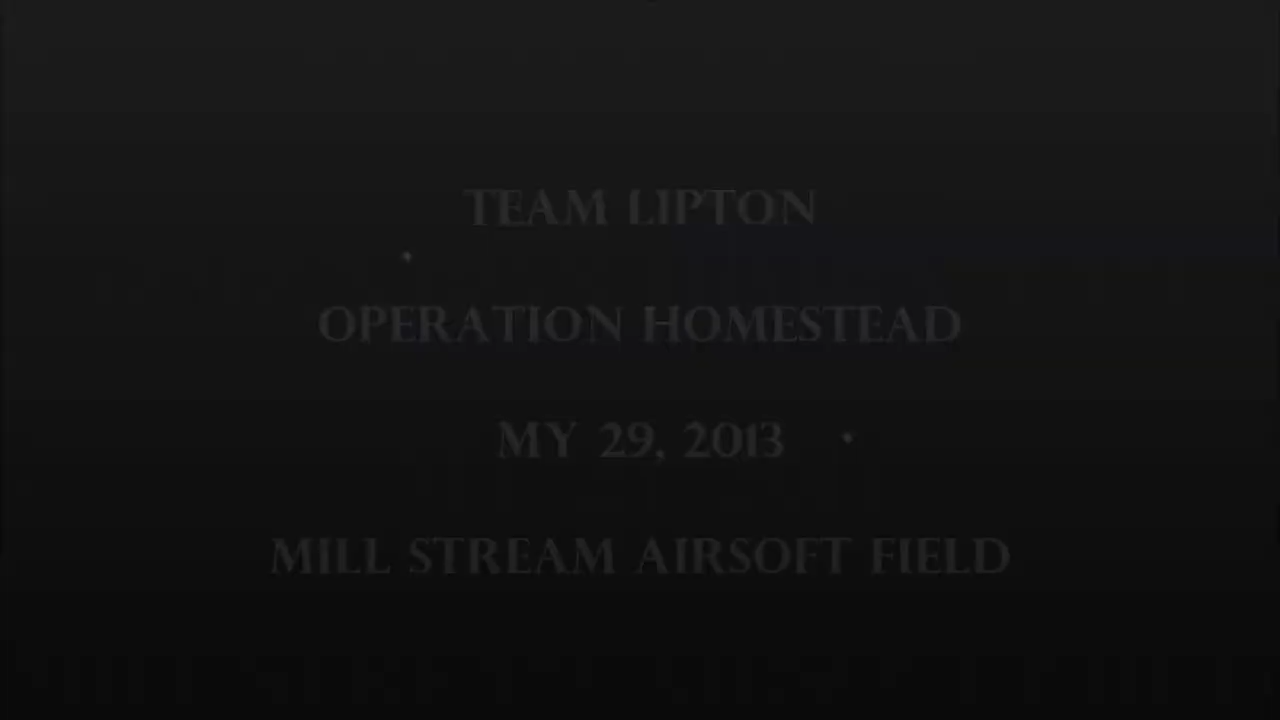 TEAM LIPTON
OPERATION HOMESTEAD
MY 29, 2013
MILL STREAM AIRSOFT FIELD